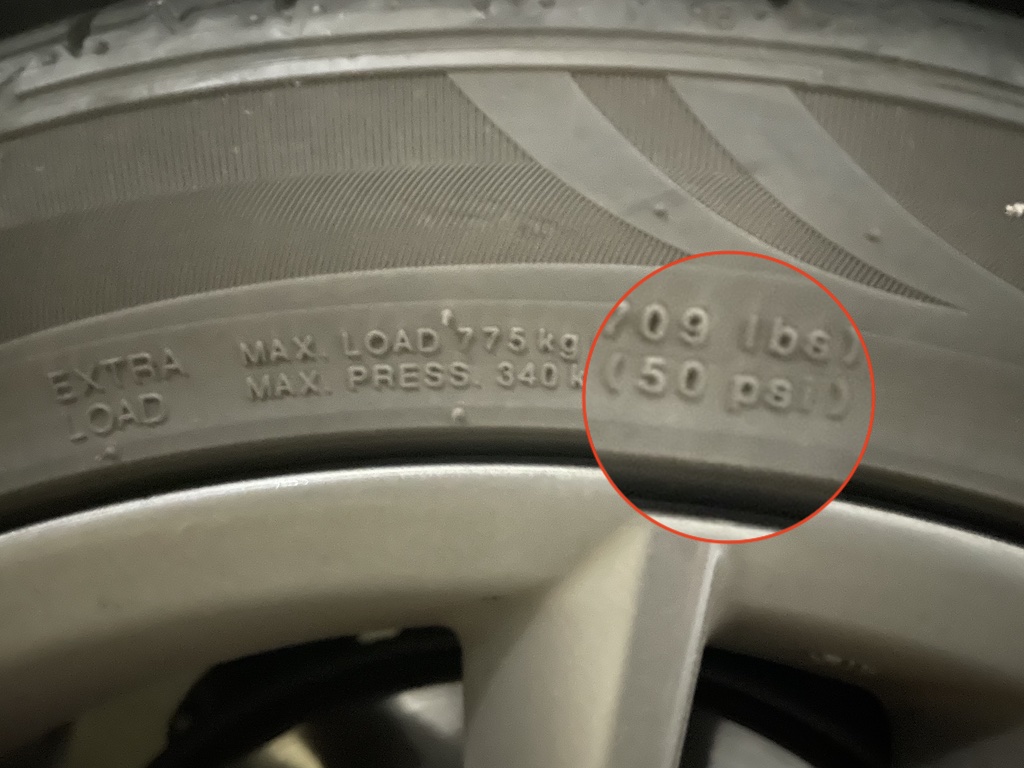 EXTRA LOAD
MAX. LOAD 775 kg 709 lbs)
MAX. PRESS. 340 k (50 psi)